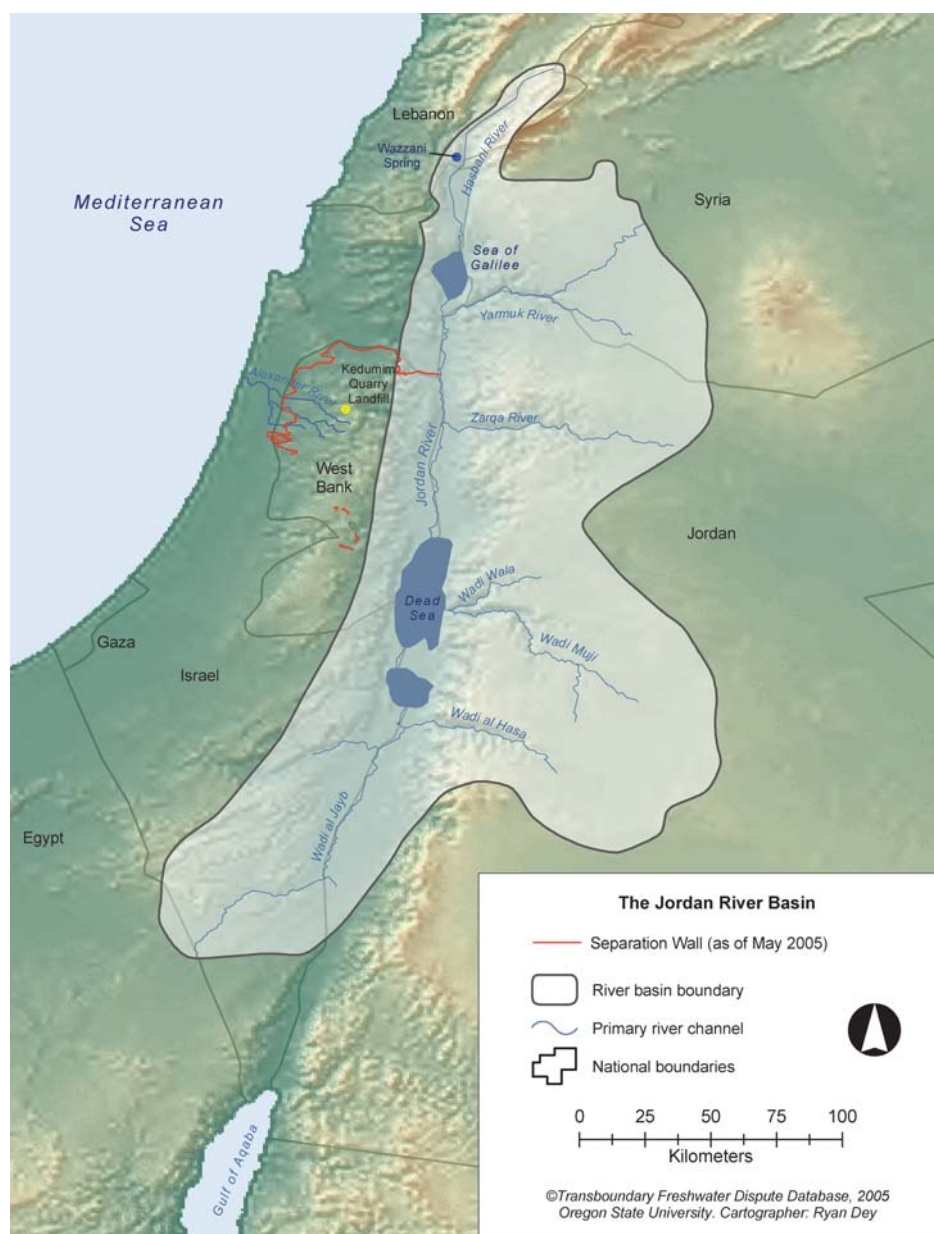 Lebanon
Wazzani
Spring
Hasbani River
Mediterranean
Sea
Syria
Sea of
Galilee
Yarmuk River
Alaxander River
Kedumim
Quarry
Landfill
Zarqa River
Jordan River
West
Bank
Jordan
Wadi Wala
Dead
Sea
Wadi Muji
Gaza
Israel
Wadi al Hasa
Wadi al Jayb
Egypt
Gulf of Aqaba
The Jordan River Basin
Separation Wall (as of May 2005)
River basin boundary
Primary river channel
National boundaries
0 25 50 75 100
Kilometers
©Transboundary Freshwater Dispute Database, 2005
Oregon State University. Cartographer: Ryan Dey